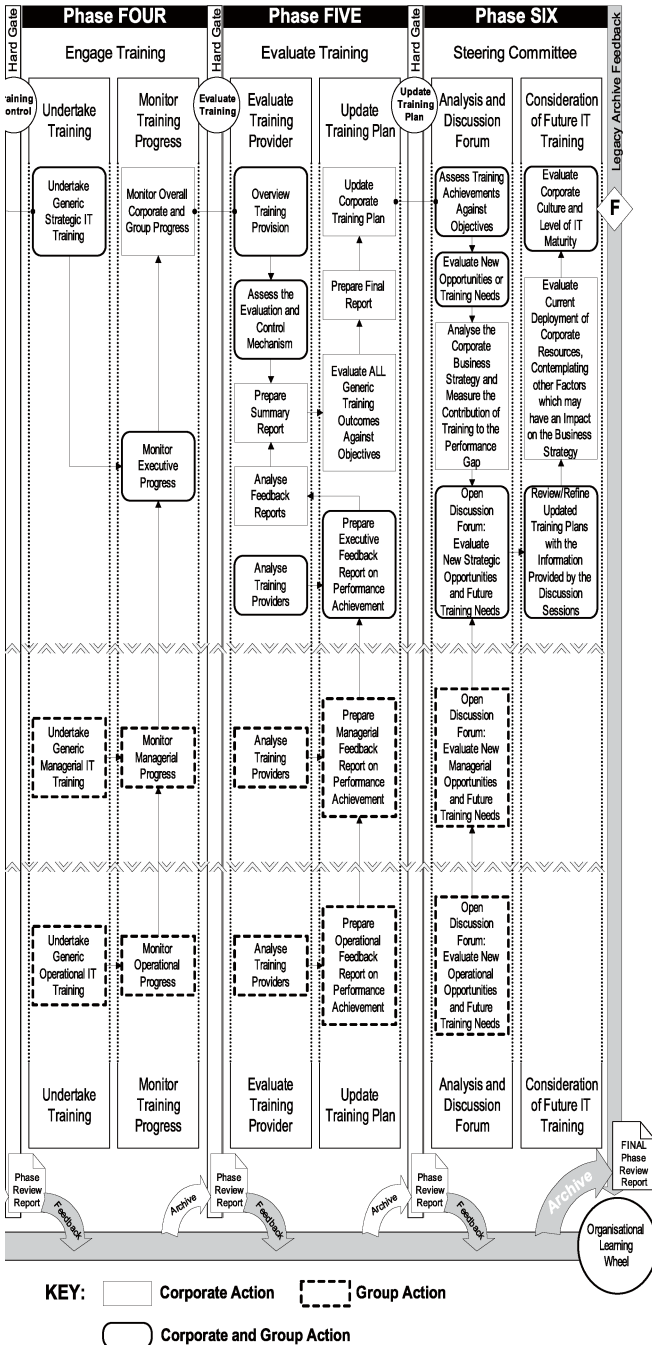 Hard Gate
Phase FOUR
Hard Gate
Phase FIVE
Hard Gate
Phase SIX
Legacy Archive Feedback
Engage Training
Evaluate Training
Steering Committee
raining
ontrol
Undertake
Training
Monitor
Training
Progress
Evaluate
Training
Evaluate
Training
Provider
Update
Training Plan
Update
Training
Plan
Analysis and
Discussion
Forum
Consideration
of Future IT
Training
Undertake
Generic
Strategic IT
Training
Monitor Overall
Corporate and
Group Progress
Overview
Training
Provision
Update
Corporate
Training Plan
Assess Training
Achievements
Against
Objectives
Evaluate
Corporate
Culture and
Level of IT
Maturity
F
Assess the
Evaluation and
Control
Mechanism
Prepare Final
Report
Evaluate New
Opportunities or
Training Needs
Evaluate
Current
Deployment of
Corporate
Resources,
Contemplating
other Factors
which may
have an Impact
on the Business
Strategy
Prepare
Summary
Report
Evaluate ALL
Generic
Training
Outcomes
Against
Objectives
Analyse the
Corporate
Business
Strategy and
Measure the
Contribution of
Training to the
Performance
Gap
Monitor
Executive
Progress
Analyse
Feedback
Reports
Prepare
Executive
Feedback
Report on
Performance
Achievement
Open
Discussion
Forum:
Evaluate
New Strategic
Opportunities
and Future
Training Needs
Review/Refine
Updated
Training Plans
with the
Information
Provided by the
Discussion
Sessions
Analyse
Training
Providers
Undertake
Generic
Managerial IT
Training
Monitor
Managerial
Progress
Analyse
Training
Providers
Prepare
Managerial
Feedback
Report on
Performance
Achievement
Open
Discussion
Forum:
Evaluate New
Managerial
Opportunities
and Future
Training Needs
Undertake
Generic
Operational IT
Training
Monitor
Operational
Progress
Analyse
Training
Providers
Prepare
Operational
Feedback
Report on
Performance
Achievement
Open
Discussion
Forum:
Evaluate New
Operational
Opportunities
and Future
Training Needs
Undertake
Training
Monitor
Training
Progress
Evaluate
Training
Provider
Update
Training Plan
Analysis and
Discussion
Forum
Consideration
of Future IT
Training
Phase
Review
Report
Feedback
Archive
Phase
Review
Report
Feedback
Archive
Phase
Review
Report
Feedback
Archive
FINAL
Phase
Review
Report
Organisational
Learning
Wheel
KEY:
Corporate Action
Group Action
Corporate and Group Action